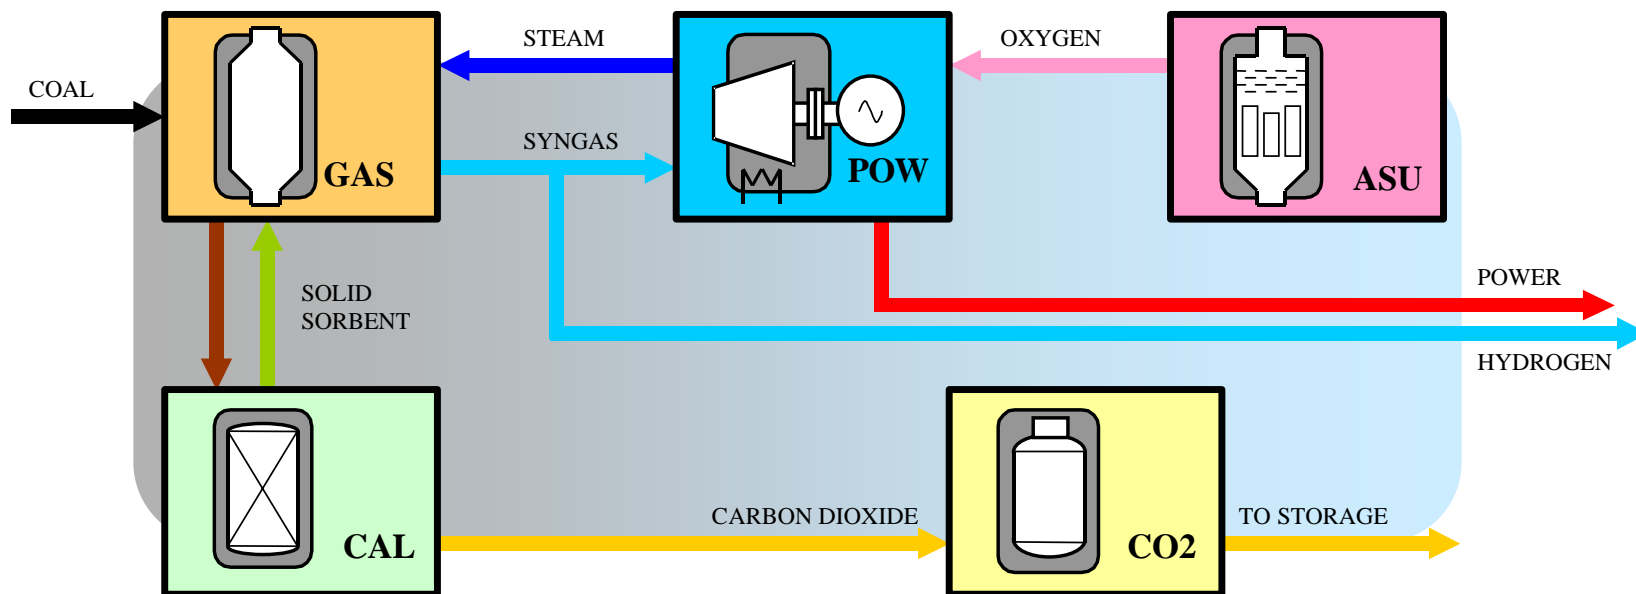 STEAM
OXYGEN
COAL
SYNGAS
GAS
POW
ASU
SOLID
SORBENT
POWER
HYDROGEN
CARBON DIOXIDE
TO STORAGE
CAL
CO2